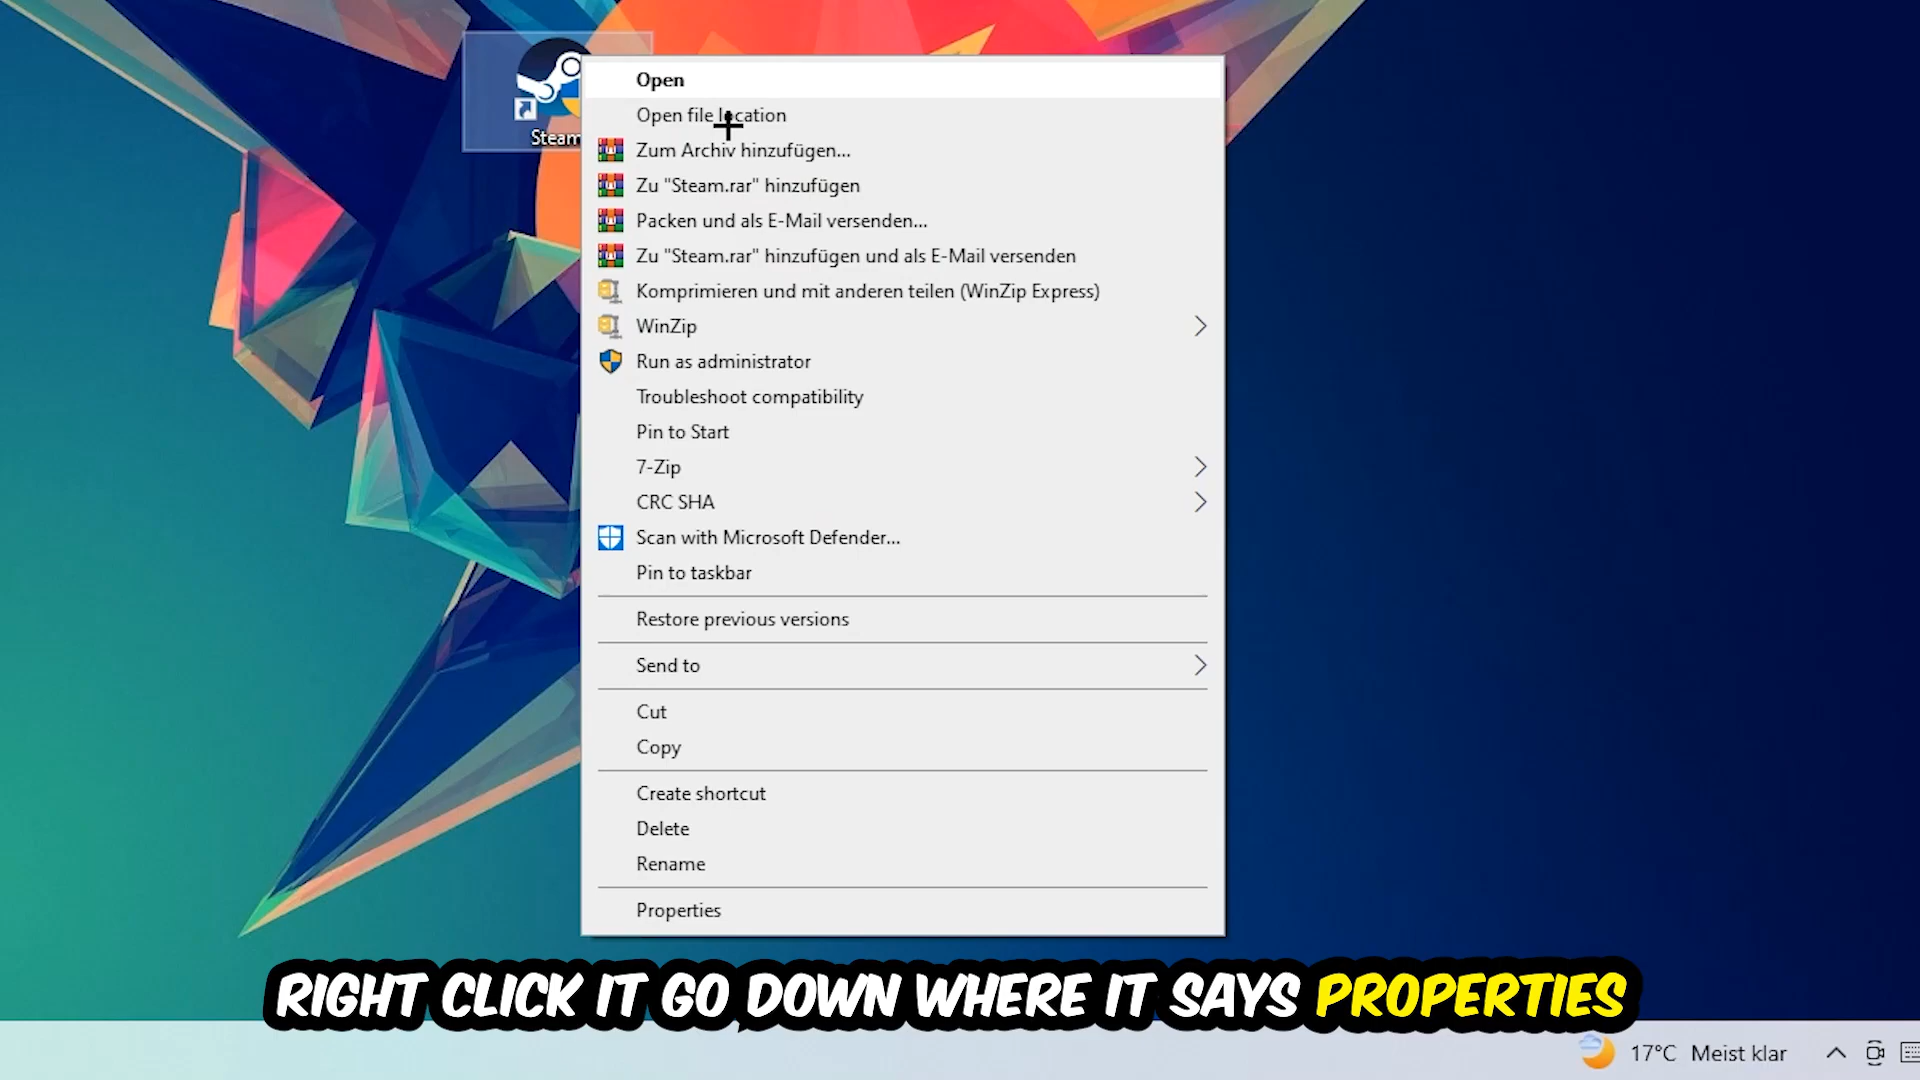 Steam
Open
Open file location
Zum Archiv hinzufügen...
Zu "Steam.rar" hinzufügen
Packen und als E-Mail versenden...
Zu "Steam.rar" hinzufügen und als E-Mail versenden
Komprimieren und mit anderen teilen (WinZip Express)
WinZip
Run as administrator
Troubleshoot compatibility
Pin to Start
7-Zip
CRC SHA
Scan with Microsoft Defender...
Pin to taskbar
Restore previous versions
Send to
Cut
Copy
Create shortcut
Delete
Rename
Properties
RIGHT CLICK IT GO DOWN WHERE IT SAYS PROPERTIES
17°C Meist klar